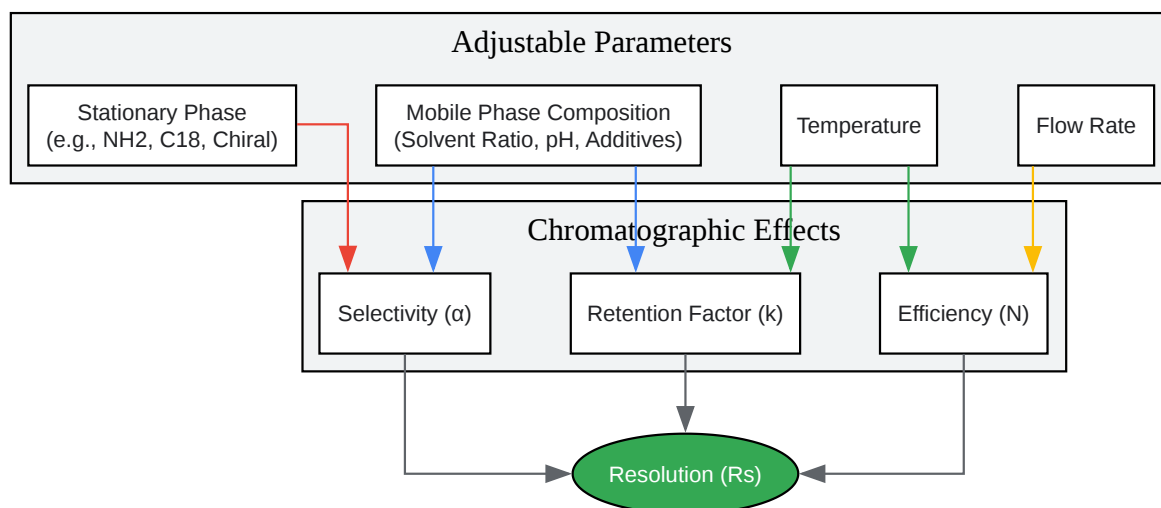 Adjustable Parameters
Stationary Phase
(e.g., NH2, C18, Chiral)
Mobile Phase Composition
(Solvent Ratio, pH, Additives)
Temperature
Flow Rate
Chromatographic Effects
Selectivity (α)
Retention Factor (k)
Efficiency (N)
Resolution (Rs)